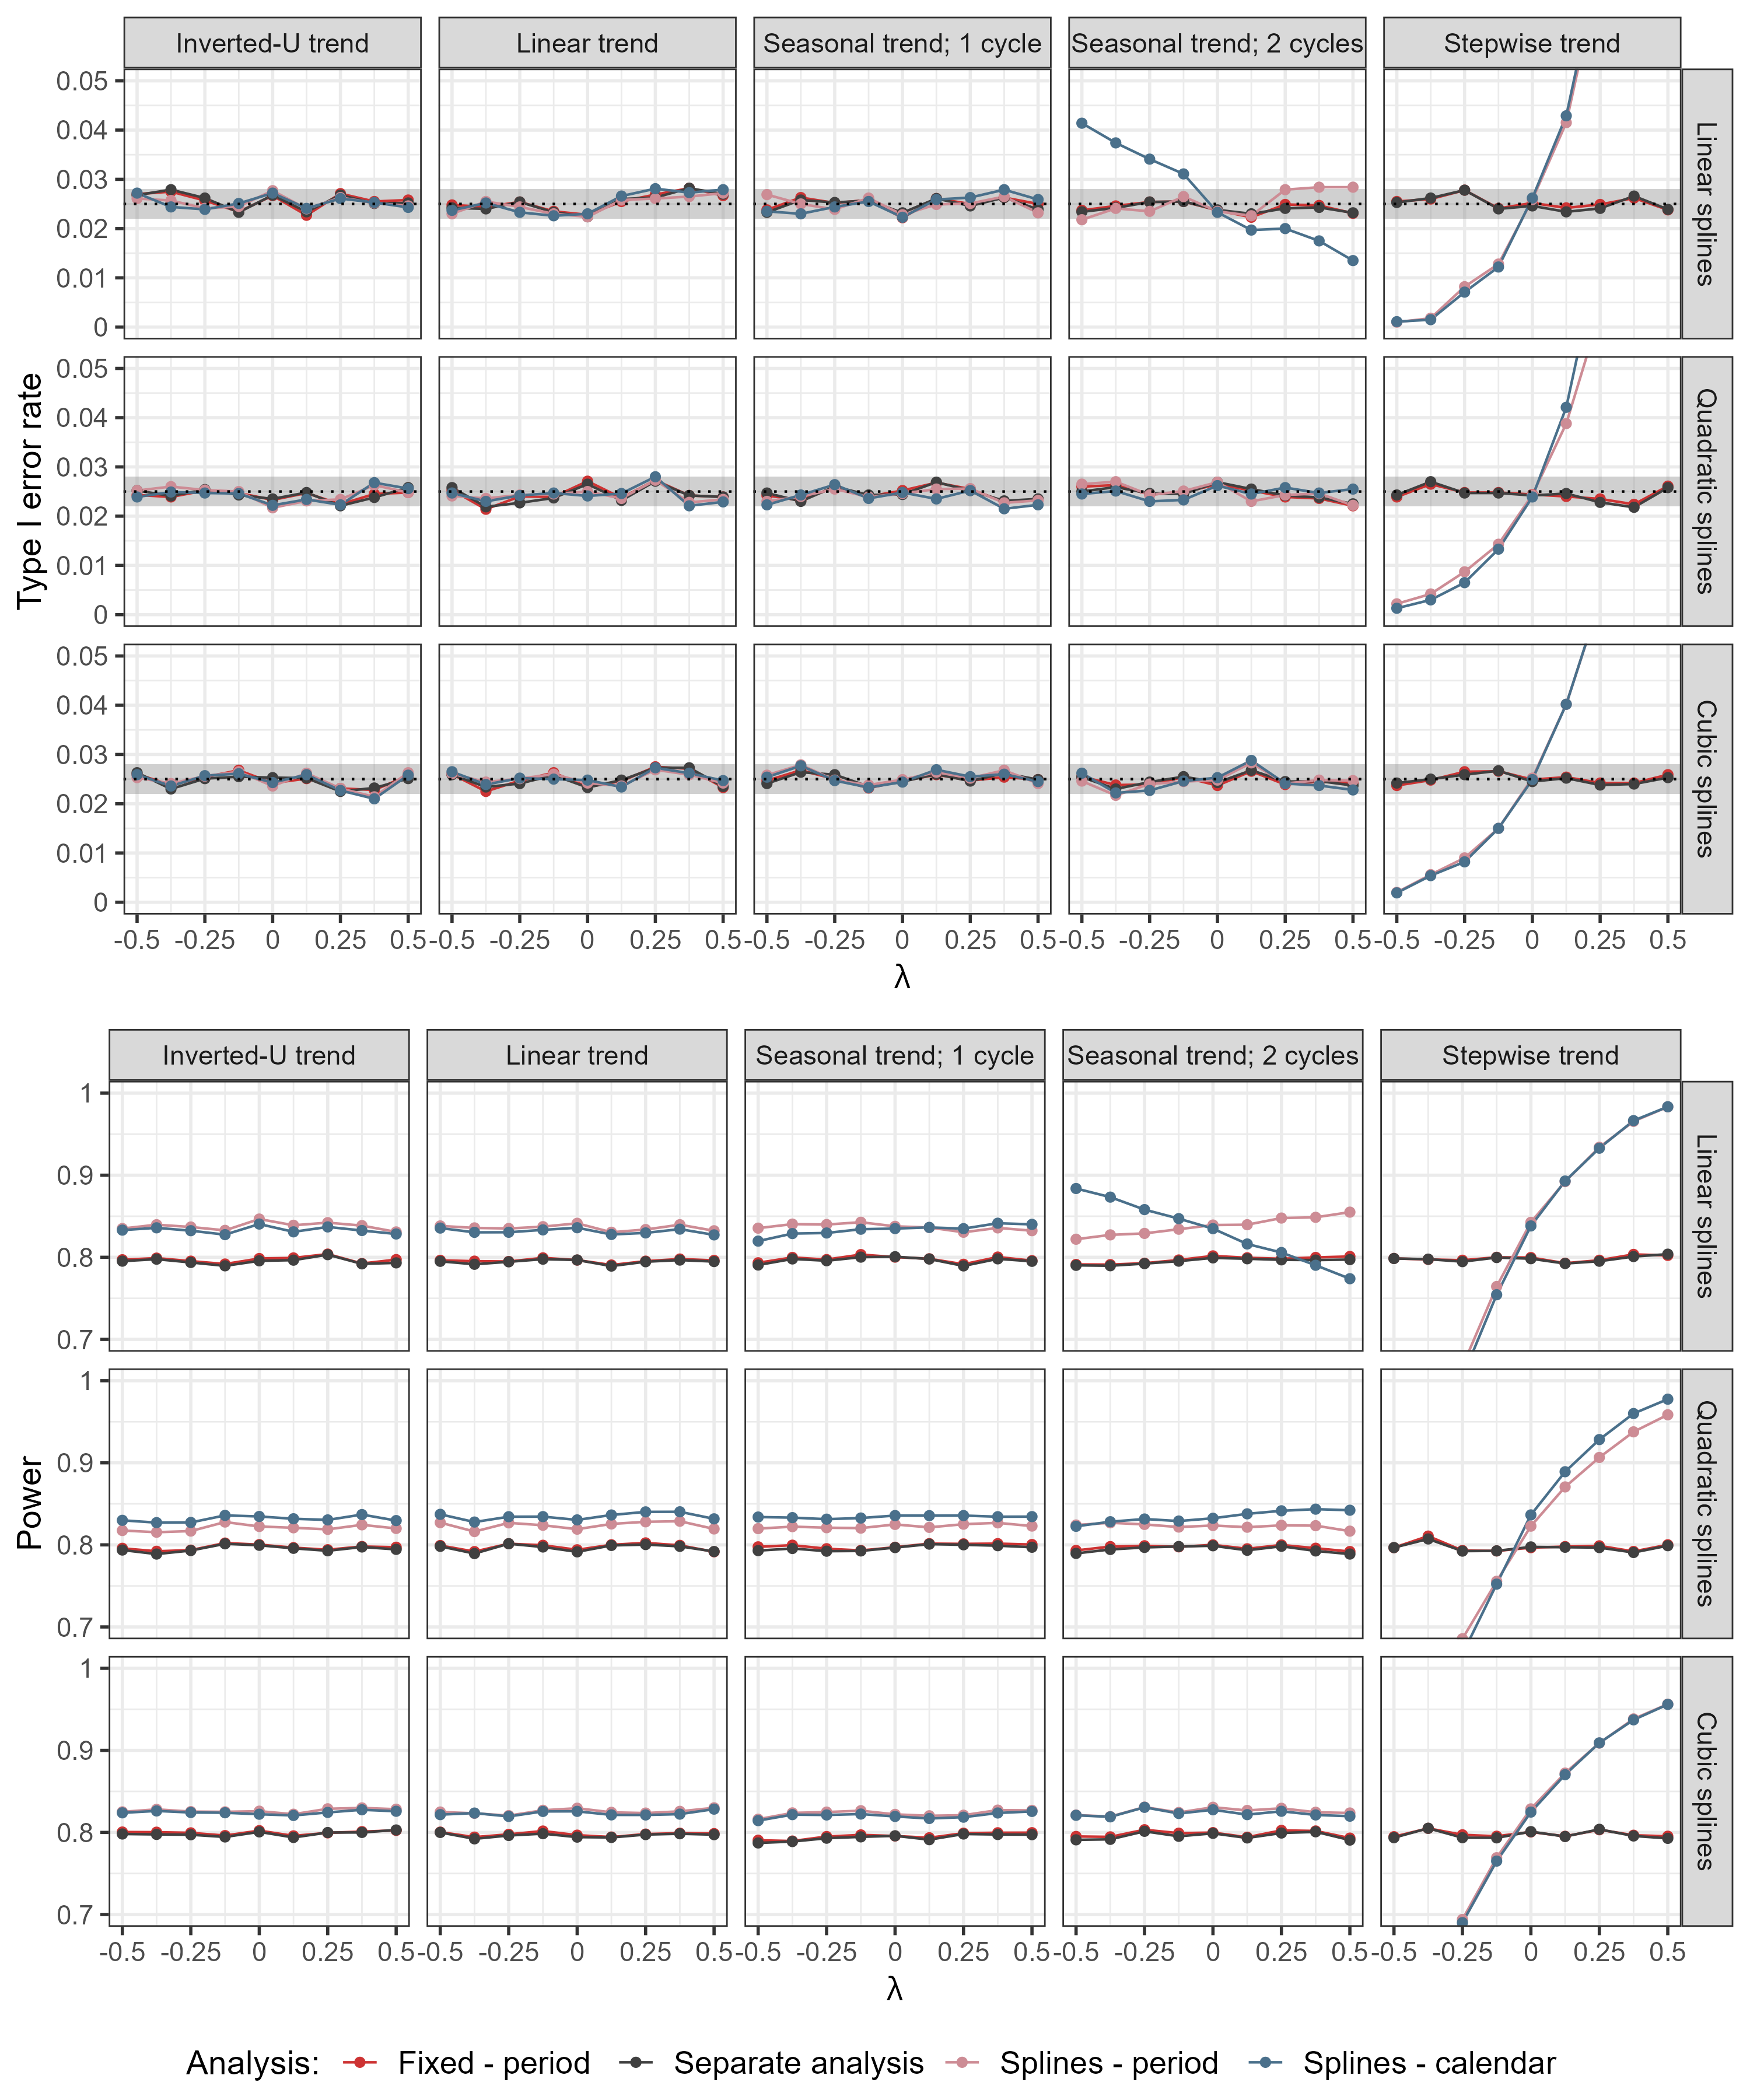 Inverted-U trend Linear trend Seasonal trend; 1 cycle Seasonal trend; 2 cycles Stepwise trend
Type I error rate
0.05
0.04
0.03
0.02
0.01
0
Linear splines
0.05
0.04
0.03
0.02
0.01
0
Quadratic splines
0.05
0.04
0.03
0.02
0.01
0
Cubic splines
-0.5 -0.25 0 0.25 0.5 -0.5 -0.25 0 0.25 0.5 -0.5 -0.25 0 0.25 0.5 -0.5 -0.25 0 0.25 0.5 -0.5 -0.25 0 0.25 0.5
λ
Inverted-U trend Linear trend Seasonal trend; 1 cycle Seasonal trend; 2 cycles Stepwise trend
Power
1
0.9
0.8
0.7
Linear splines
1
0.9
0.8
0.7
Quadratic splines
1
0.9
0.8
0.7
Cubic splines
-0.5 -0.25 0 0.25 0.5 -0.5 -0.25 0 0.25 0.5 -0.5 -0.25 0 0.25 0.5 -0.5 -0.25 0 0.25 0.5 -0.5 -0.25 0 0.25 0.5
λ
Analysis: Fixed - period Separate analysis Splines - period Splines - calendar